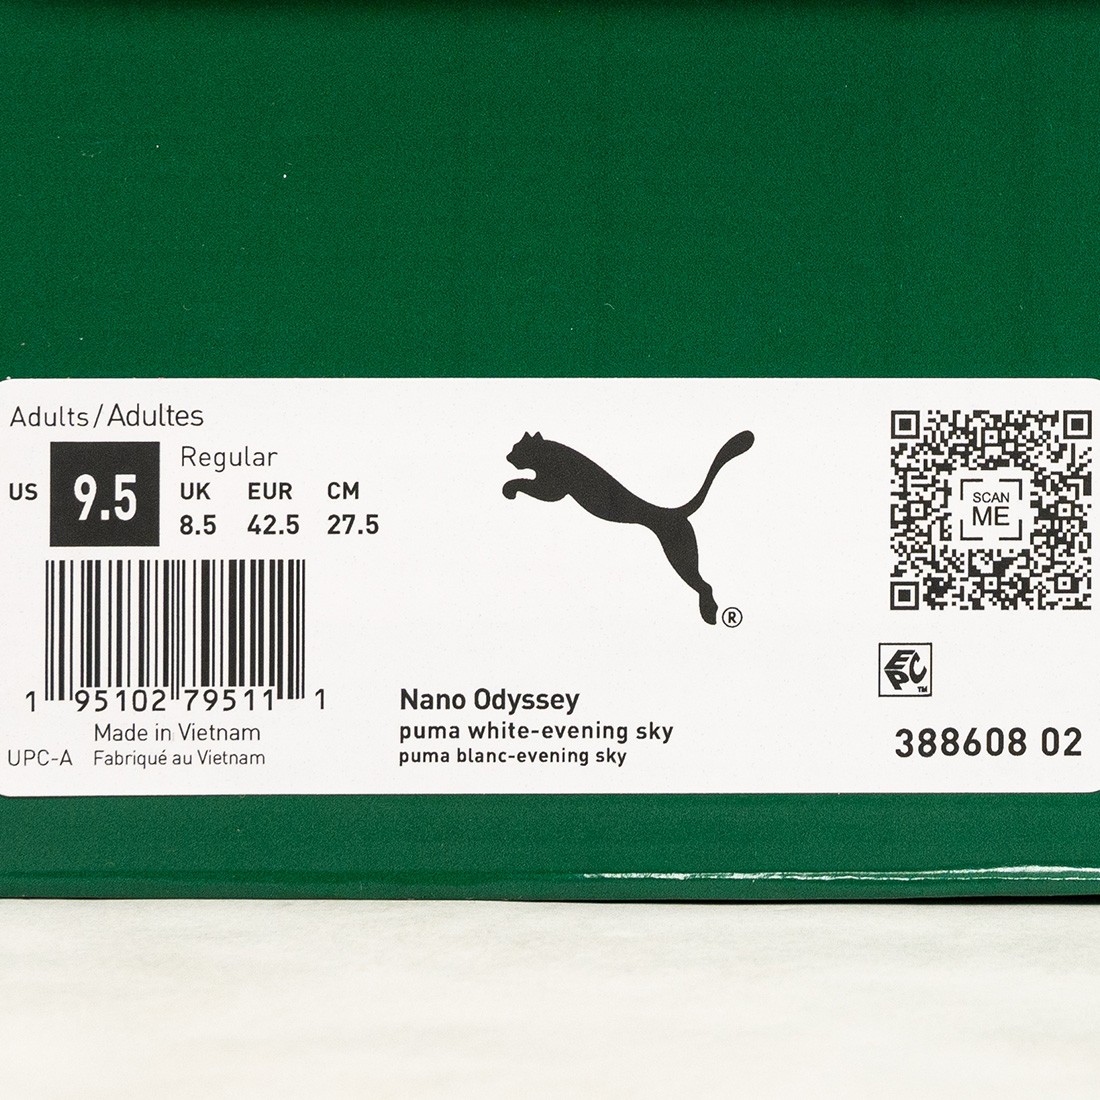 Adults/Adultes
US 9.5
Regular
UK EUR CM
8.5 42.5 27.5
1 95102 79511 1
Made in Vietnam
UPC-A Fabriqué au Vietnam
®
Nano Odyssey
puma white-evening sky
puma blanc-evening sky
SCAN
ME
EPC™
388608 02